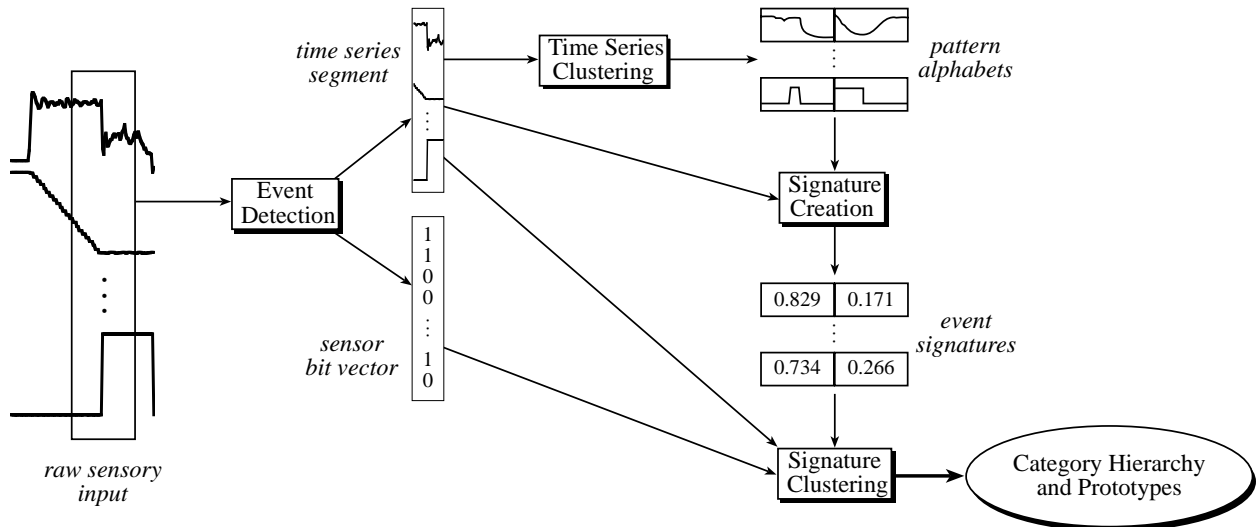 time series
segment
Time Series
Clustering
pattern
alphabets
Event
Detection
Signature
Creation
1
1
0
0
1
0
sensor
bit vector
0.829 0.171
event
signatures
0.734 0.266
raw sensory
input
Signature
Clustering
Category Hierarchy
and Prototypes